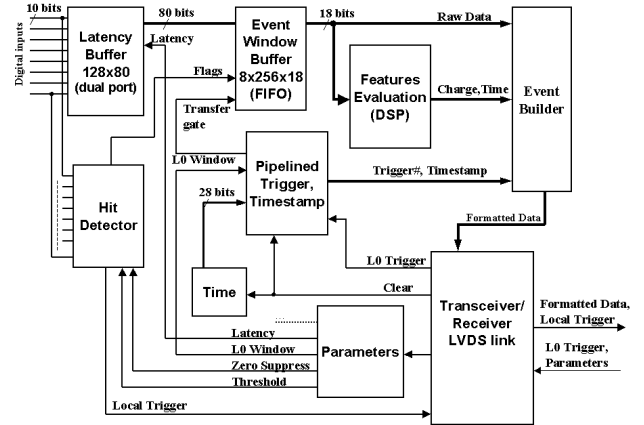 10 bits
80 bits
18 bits
Raw Data
Digital inputs
Latency
Buffer
128x80
(dual port)
Latency
Flags
Event
Window
Buffer
8x256x18
(FIFO)
Features
Evaluation
(DSP)
Charge,Time
Event
Builder
Transfer
gate
L0 Window
28 bits
Pipelined
Trigger,
Timestamp
Trigger#, Timestamp
Hit
Detector
Formatted Data
L0 Trigger
Time
Clear
Transceiver/
Receiver
LVDS link
Formatted Data,
Local Trigger
L0 Trigger,
Parameters
Latency
L0 Window
Zero Suppress
Threshold
Parameters
Local Trigger